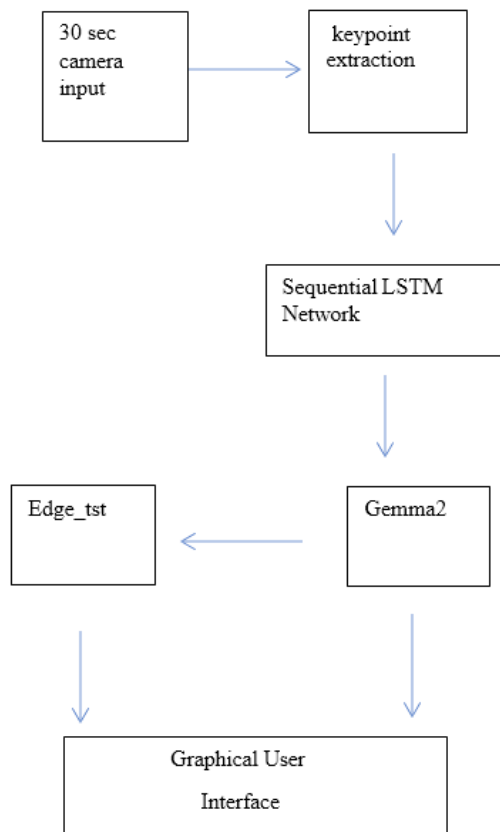 30 sec
camera
input
keypoint
extraction
Sequential LSTM
Network
Edge_tst
Gemma2
Graphical User
Interface